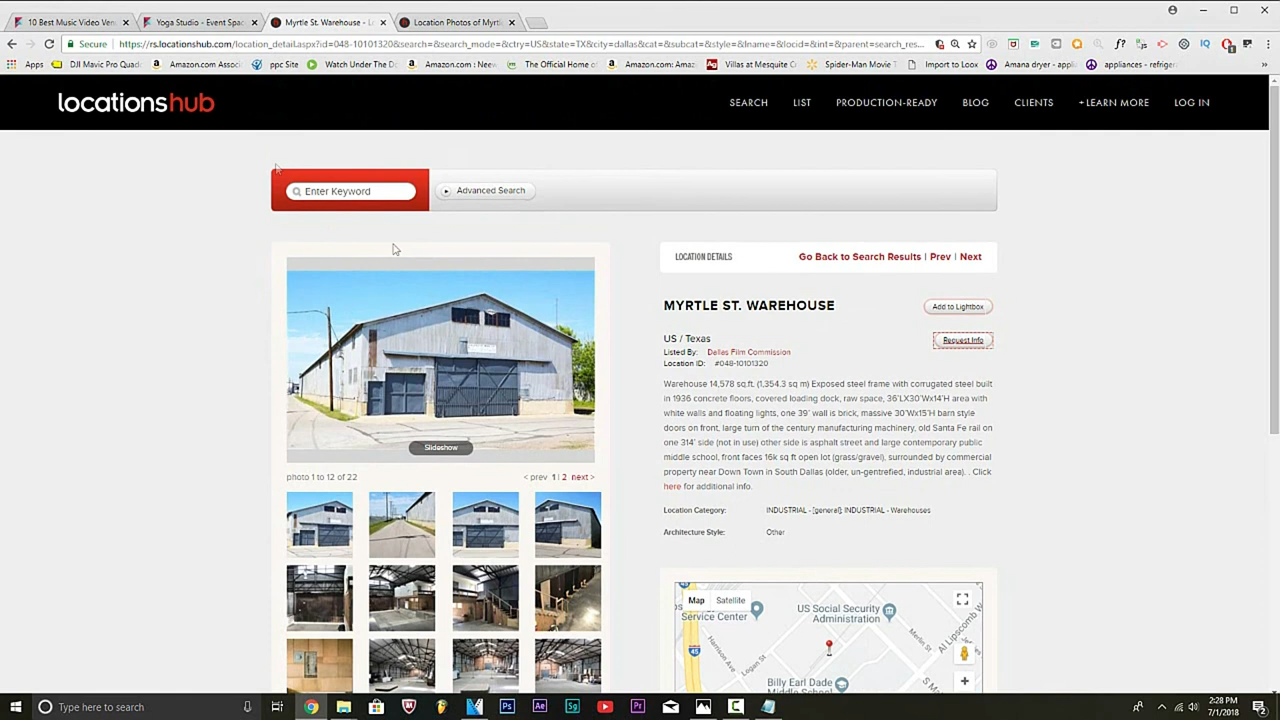 10 Best Music Video Ven
Yoga Studio - Event Spac
Myrtle St. Warehouse - L
Location Photos of Myrtl
Secure
https://rs.locationshub.com/location_detail.aspx?id=048-10101320&search=&search_mode=&ctry=US&state=TX&city=dallas&cat=&subcat=&style=&lname=&locid=&int=&parent=search_res...
Apps
DJI Mavic Pro Quadc
Amazon.com Associ
ppc Site
Watch Under The Do
Amazon.com : Neew
The Official Home of
Amazon.com: Amaz
Villas at Mesquite C
Spider-Man Movie T
Import to Loox
Amana dryer - appli
appliances - refriger
locationshub
SEARCH
LIST
PRODUCTION-READY
BLOG
CLIENTS
+LEARN MORE
LOG IN
Enter Keyword
Advanced Search
LOCATION DETAILS
Go Back to Search Results | Prev | Next
Slideshow
photo 1 to 12 of 22
< prev 1 | 2 next >
MYRTLE ST. WAREHOUSE
Add to Lightbox
US / Texas
Request Info
Listed By: Dallas Film Commission
Location ID: #048-10101320
Warehouse 14,578 sq.ft. (1,354.3 sq m) Exposed steel frame with corrugated steel built
in 1936 concrete floors, covered loading dock, raw space, 36'LX30'Wx14'H area with
white walls and floating lights, one 39' wall is brick, massive 30'Wx15'H barn style
doors on front, large turn of the century manufacturing machinery, old Santa Fe rail on
one 314' side (not in use) other side is asphalt street and large contemporary public
middle school, front faces 16k sq ft open lot (grass/gravel), surrounded by commercial
property near Down Town in South Dallas (older, un-gentrefied, industrial area). . Click
here for additional info.
Location Category: INDUSTRIAL - [general]; INDUSTRIAL - Warehouses
Architecture Style: Other
Map
Satellite
Service Center
US Social Security
Administration
Al Lipscomb W
Merlin St
Harrison Ave
Logan St
45
Billy Earl Dade
Middle School
Type here to search
2:28 PM
7/1/2018